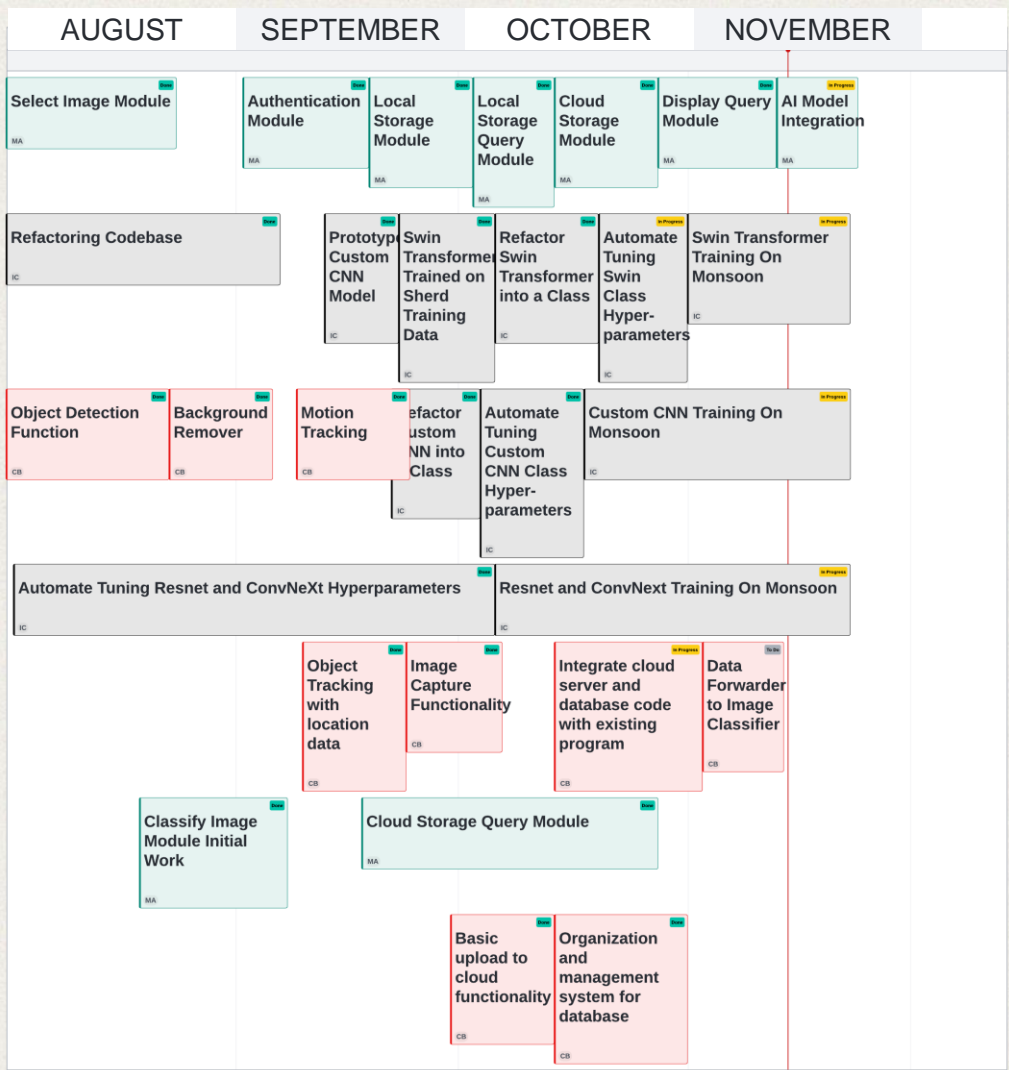 AUGUST SEPTEMBER OCTOBER NOVEMBER
Done
Select Image Module
MA
Done
Authentication
Module
MA
Done
Local
Storage
Module
MA
Done
Local
Storage
Query
Module
MA
Done
Cloud
Storage
Module
MA
Done
Display Query
Module
MA
In Progress
AI Model
Integration
MA
Done
Refactoring Codebase
IC
Done
Prototype
Custom
CNN
Model
IC
Done
Swin
Transformer
Trained on
Sherd
Training
Data
IC
Done
Refactor
Swin
Transformer
into a Class
IC
In Progress
Automate
Tuning
Swin
Class
Hyper-
parameters
IC
In Progress
Swin Transformer
Training On
Monsoon
IC
Done
Object Detection
Function
CB
Done
Background
Remover
CB
Done
Motion
Tracking
CB
Done
efactor
ustom
NN into
Class
IC
Done
Automate
Tuning
Custom
CNN Class
Hyper-
parameters
IC
In Progress
Custom CNN Training On
Monsoon
IC
Done
Automate Tuning Resnet and ConvNeXt Hyperparameters
IC
In Progress
Resnet and ConvNext Training On Monsoon
IC
Done
Object
Tracking
with
location
data
CB
Done
Image
Capture
Functionality
CB
In Progress
Integrate cloud
server and
database code
with existing
program
CB
To Do
Data
Forwarder
to Image
Classifier
CB
Done
Classify Image
Module Initial
Work
MA
Done
Cloud Storage Query Module
MA
Done
Basic
upload to
cloud
functionality
CB
Done
Organization
and
management
system for
database
CB